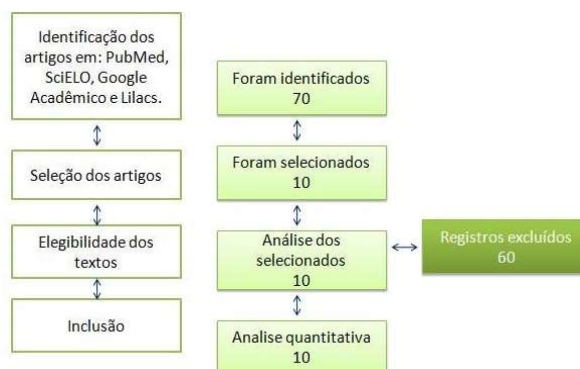 Identificação dos
artigos em: PubMed,
SciELO, Google
Acadêmico e Lilacs.
Seleção dos artigos
Elegibilidade dos
textos
Inclusão
Foram identificados
70
Foram selecionados
10
Análise dos
selecionados
10
Registros excluídos
60
Analise quantitativa
10